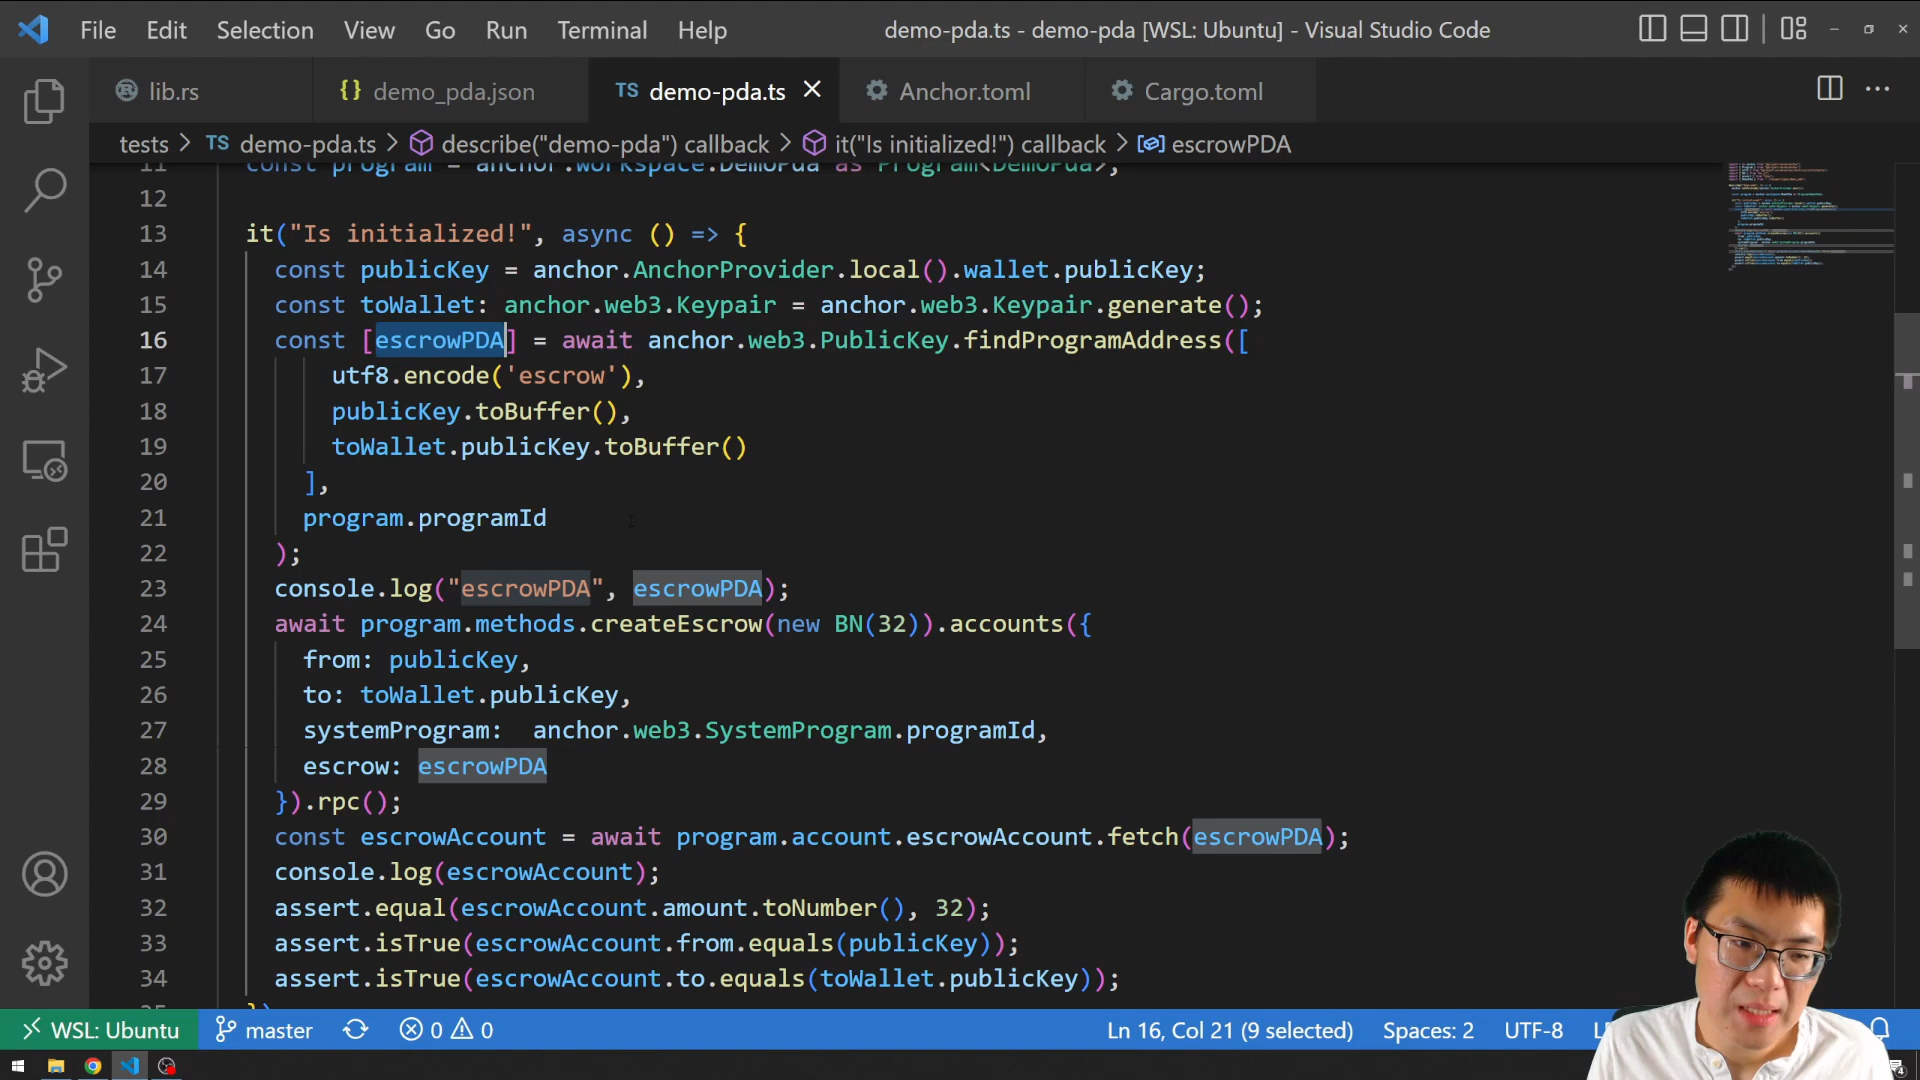 File Edit Selection View Go Run Terminal Help demo-pda.ts - demo-pda [WSL: Ubuntu] - Visual Studio Code
lib.rs {} demo_pda.json TS demo-pda.ts Anchor.toml Cargo.toml
tests > TS demo-pda.ts > describe("demo-pda") callback > it("Is initialized!") callback > escrowPDA
11 const program = anchor.workspace.DemoPda as Program<DemoPda>;
12
13 it("Is initialized!", async () => {
14 const publicKey = anchor.AnchorProvider.local().wallet.publicKey;
15 const toWallet: anchor.web3.Keypair = anchor.web3.Keypair.generate();
16 const [escrowPDA] = await anchor.web3.PublicKey.findProgramAddress([
17 utf8.encode('escrow'),
18 publicKey.toBuffer(),
19 toWallet.publicKey.toBuffer()
20 ],
21 program.programId
22 );
23 console.log("escrowPDA", escrowPDA);
24 await program.methods.createEscrow(new BN(32)).accounts({
25 from: publicKey,
26 to: toWallet.publicKey,
27 systemProgram: anchor.web3.SystemProgram.programId,
28 escrow: escrowPDA
29 }).rpc();
30 const escrowAccount = await program.account.escrowAccount.fetch(escrowPDA);
31 console.log(escrowAccount);
32 assert.equal(escrowAccount.amount.toNumber(), 32);
33 assert.isTrue(escrowAccount.from.equals(publicKey));
34 assert.isTrue(escrowAccount.to.equals(toWallet.publicKey));
WSL: Ubuntu master 0 0 Ln 16, Col 21 (9 selected) Spaces: 2 UTF-8